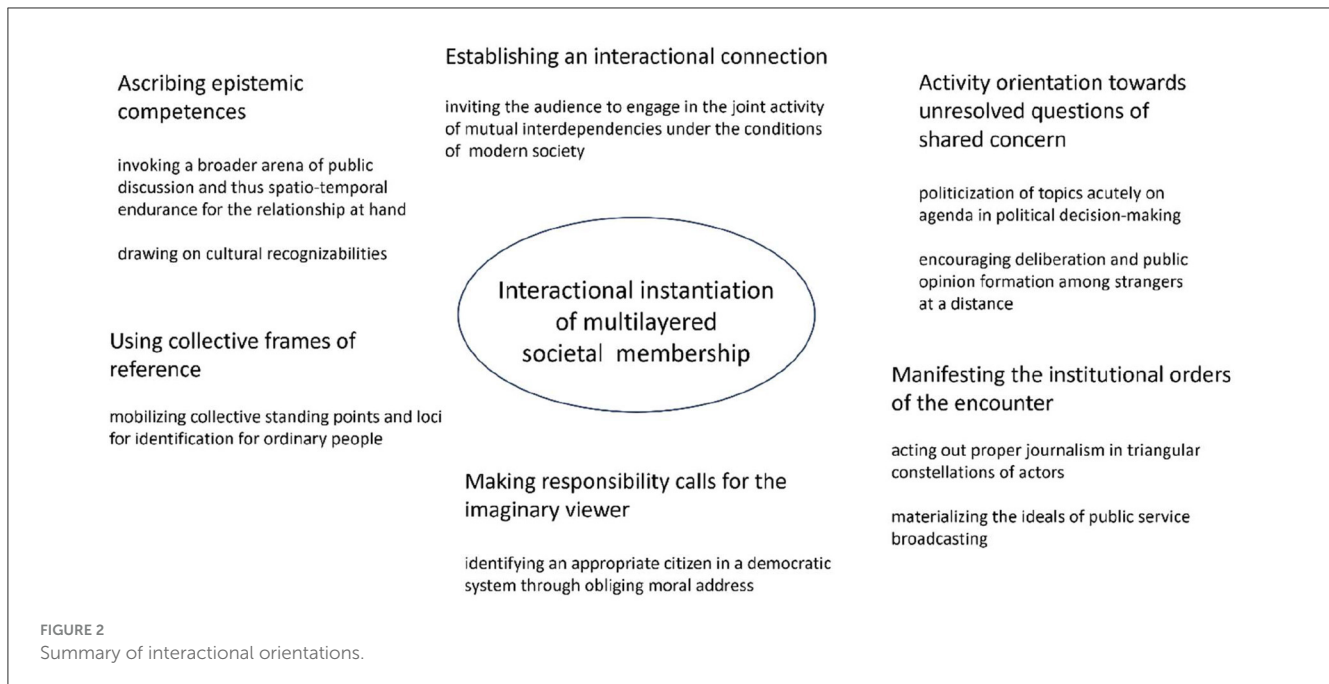 Ascribing epistemic
competences
invoking a broader arena of public
discussion and thus spatio-temporal
endurance for the relationship at hand
drawing on cultural recognizabilities
Using collective frames of
reference
mobilizing collective standing points and loci
for identification for ordinary people
Establishing an interactional connection
inviting the audience to engage in the joint activity
of mutual interdependencies under the conditions
of modern society
Interactional instantiation
of multilayered
societal membership
Making responsibility calls for the
imaginary viewer
identifying an appropriate citizen in a democratic
system through obliging moral address
Activity orientation towards
unresolved questions of
shared concern
politicization of topics acutely on
agenda in political decision-making
encouraging deliberation and public
opinion formation among strangers
at a distance
Manifesting the institutional orders
of the encounter
acting out proper journalism in triangular
constellations of actors
materializing the ideals of public service
broadcasting
FIGURE 2
Summary of interactional orientations.